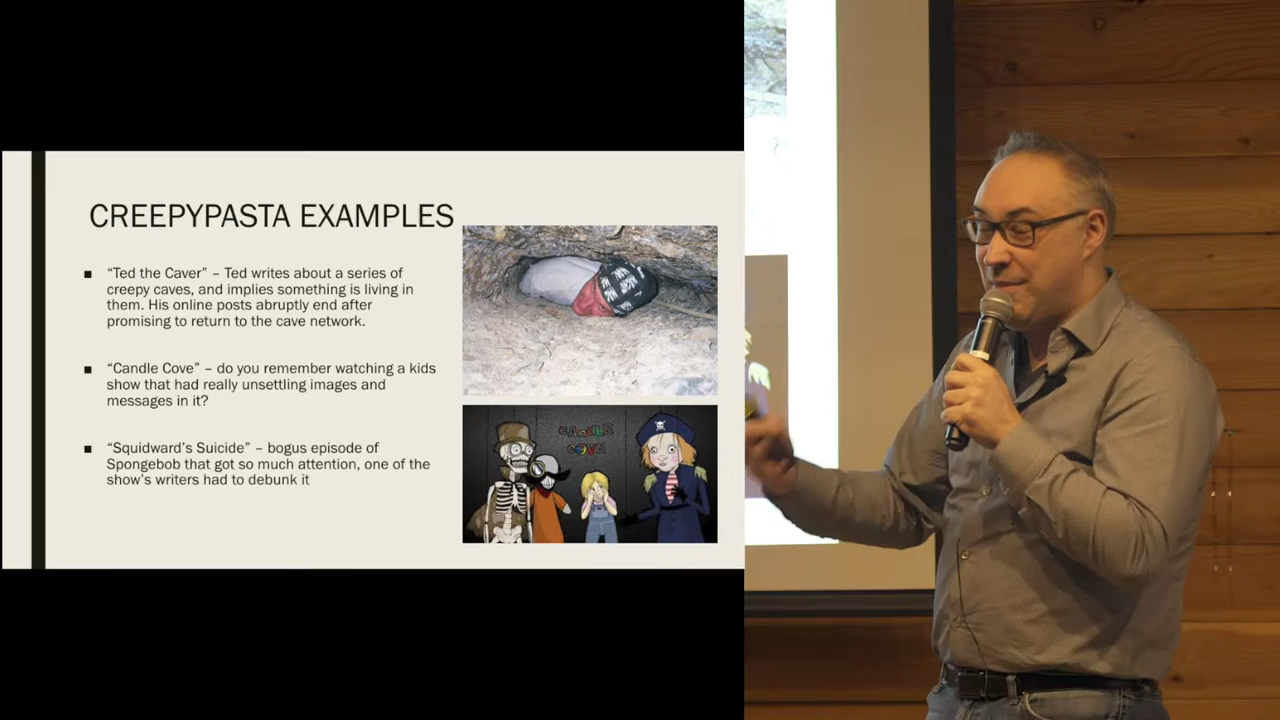 CREEPYPASTA EXAMPLES
■ “Ted the Caver” – Ted writes about a series of
creepy caves, and implies something is living in
them. His online posts abruptly end after
promising to return to the cave network.
■ “Candle Cove” – do you remember watching a kids
show that had really unsettling images and
messages in it?
■ “Squidward’s Suicide” – bogus episode of
Spongebob that got so much attention, one of the
show’s writers had to debunk it
CANDLE
COVE